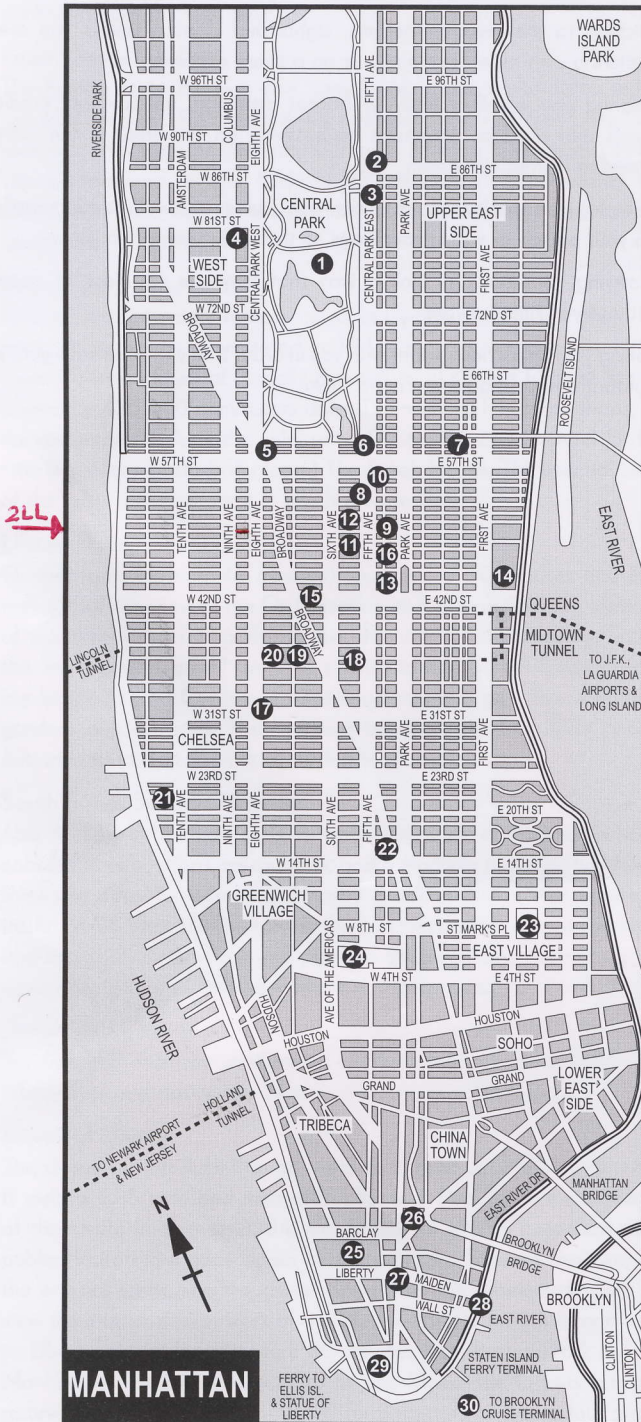 WARDS
ISLAND
PARK
W 96TH ST
FIFTH AVE
E 96TH ST
RIVERSIDE PARK
COLUMBUS
EIGHTH AVE
W 90TH ST
AMSTERDAM
W 86TH ST
2
E 86TH ST
3
CENTRAL
PARK
PARK AVE
UPPER EAST
SIDE
W 81ST ST
4
CENTRAL PARK WEST
CENTRAL PARK EAST
FIRST AVE
1
WEST
SIDE
W 72ND ST
E 72ND ST
BROADWAY
ROOSEVELT ISLAND
E 66TH ST
5
6
7
W 57TH ST
E 57TH ST
10
8
2LL
TENTH AVE
NINTH AVE
EIGHTH AVE
BROADWAY
SIXTH AVE
12
FIFTH AVE
9
PARK AVE
FIRST AVE
EAST RIVER
11
16
13
14
W 42ND ST
15
E 42ND ST
QUEENS
MIDTOWN
TUNNEL
BROADWAY
LINCOLN
TUNNEL
20
19
18
TO J.F.K.,
LA GUARDIA
AIRPORTS &
LONG ISLAND
17
W 31ST ST
E 31ST ST
CHELSEA
PARK AVE
FIRST AVE
W 23RD ST
E 23RD ST
21
TENTH AVE
NINTH AVE
EIGHTH AVE
SIXTH AVE
FIFTH AVE
E 20TH ST
22
W 14TH ST
E 14TH ST
GREENWICH
VILLAGE
AVE OF THE AMERICAS
W 8TH ST
ST MARK'S PL
23
24
EAST VILLAGE
W 4TH ST
E 4TH ST
HUDSON RIVER
HUDSON
HOUSTON
HOUSTON
SOHO
GRAND
GRAND
LOWER
EAST
SIDE
HOLLAND
TUNNEL
TRIBECA
CHINA
TOWN
TO NEWARK AIRPORT
& NEW JERSEY
MANHATTAN
BRIDGE
N
EAST RIVER DR
26
BARCLAY
BROOKLYN
BRIDGE
25
LIBERTY
27
MAIDEN
WALL ST
28
BROOKLYN
EAST RIVER
CLINTON
CLINTON
29
STATEN ISLAND
FERRY TERMINAL
MANHATTAN
FERRY TO
ELLIS ISL.
& STATUE OF
LIBERTY
30
TO BROOKLYN
CRUISE TERMINAL